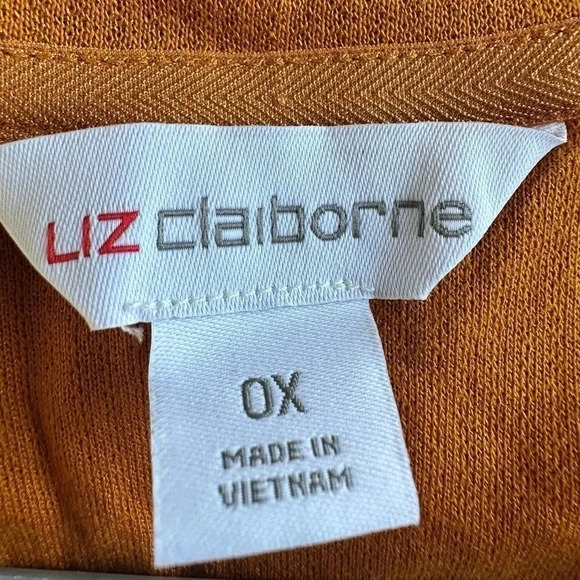 LIZ claiborne
0X
MADE IN
VIETNAM